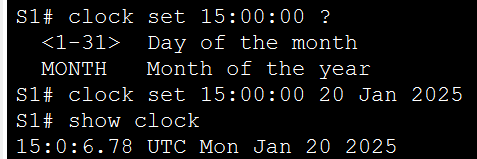 S1# clock set 15:00:00 ?
  <1-31>  Day of the month
  MONTH   Month of the year
S1# clock set 15:00:00 20 Jan 2025
S1# show clock
15:0:6.78 UTC Mon Jan 20 2025